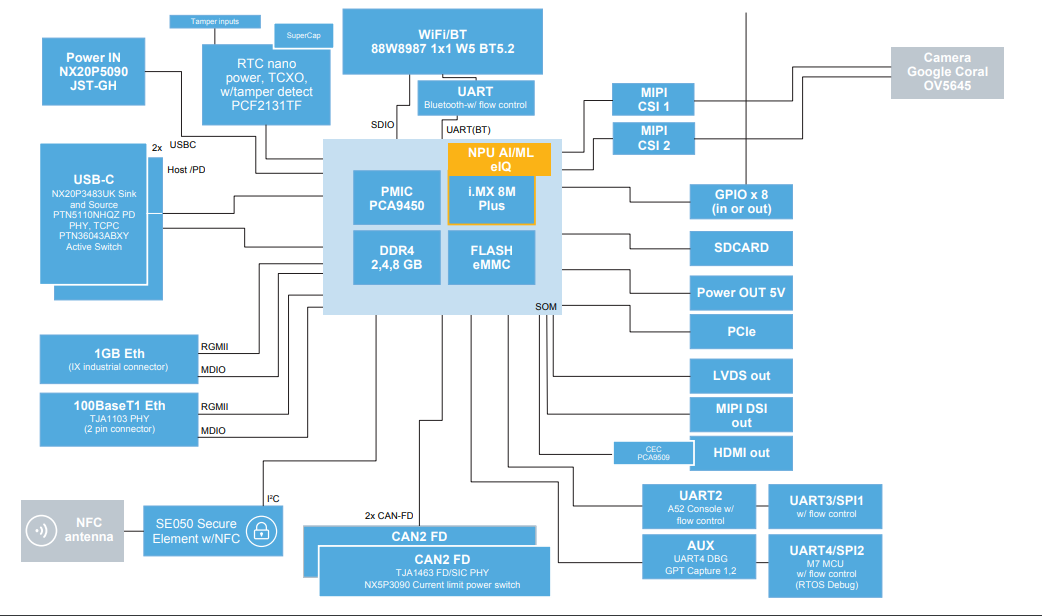 Tamper inputs
SuperCap
WiFi/BT
88W8987 1x1 W5 BT5.2
Power IN
NX20P5090
JST-GH
RTC nano
power, TCXO,
w/tamper detect
PCF2131TF
UART
Bluetooth-w/ flow control
Camera
Google Coral
OV5645
MIPI
CSI 1
MIPI
CSI 2
SDIO
UART(BT)
2x
USBC
Host /PD
USB-C
NX20P3483UK Sink
and Source
PTN5110NHQZ PD
PHY, TCPC
PTN36043ABXY
Active Switch
NPU AI/ML
eIQ
PMIC
PCA9450
i.MX 8M
Plus
DDR4
2,4,8 GB
FLASH
eMMC
SOM
GPIO x 8
(in or out)
SDCARD
Power OUT 5V
PCIe
LVDS out
MIPI DSI
out
CEC
PCA9509
HDMI out
1GB Eth
(IX industrial connector)
RGMII
MDIO
100BaseT1 Eth
TJA1103 PHY
(2 pin connector)
RGMII
MDIO
I²C
NFC
antenna
SE050 Secure
Element w/NFC
2x CAN-FD
CAN2 FD
CAN2 FD
TJA1463 FD/SIC PHY
NX5P3090 Current limit power switch
UART2
A52 Console w/
flow control
UART3/SPI1
w/ flow control
AUX
UART4 DBG
GPT Capture 1,2
UART4/SPI2
M7 MCU
w/ flow control
(RTOS Debug)